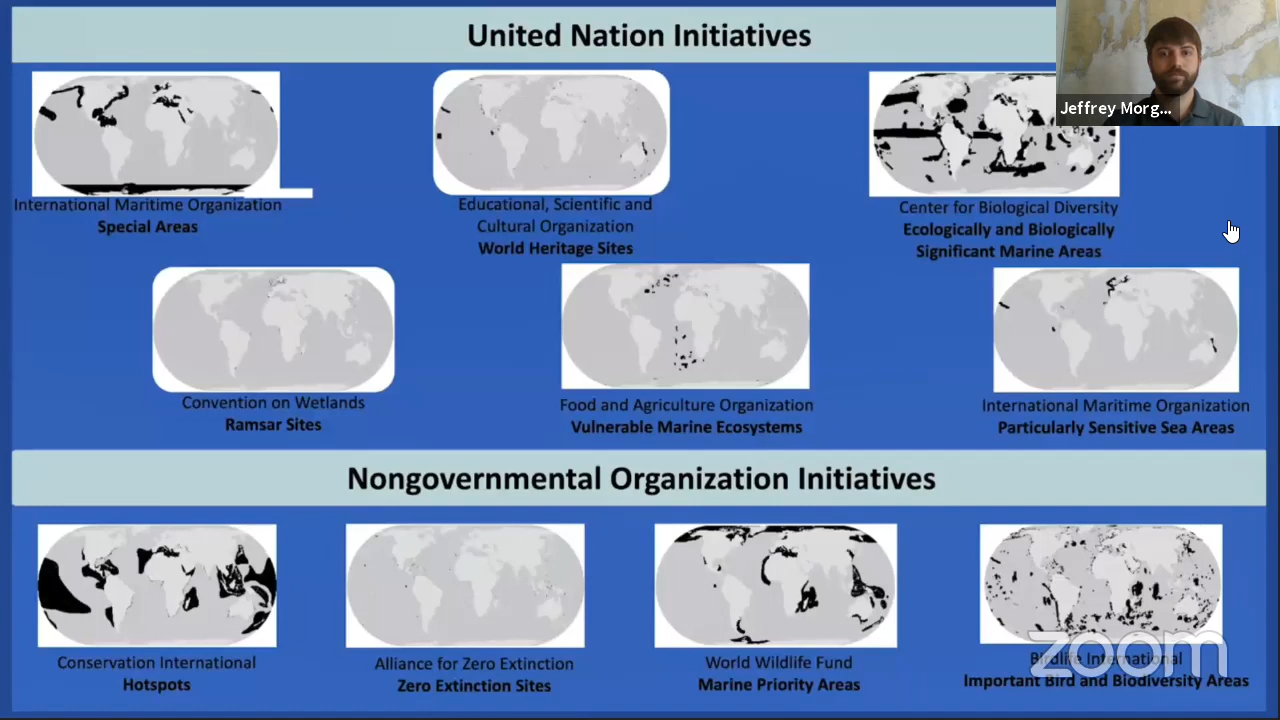 United Nation Initiatives
Jeffrey Morg...
International Maritime Organization
Special Areas
Educational, Scientific and
Cultural Organization
World Heritage Sites
Center for Biological Diversity
Ecologically and Biologically
Significant Marine Areas
Convention on Wetlands
Ramsar Sites
Food and Agriculture Organization
Vulnerable Marine Ecosystems
International Maritime Organization
Particularly Sensitive Sea Areas
Nongovernmental Organization Initiatives
Conservation International
Hotspots
Alliance for Zero Extinction
Zero Extinction Sites
World Wildlife Fund
Marine Priority Areas
Birdlife International
Important Bird and Biodiversity Areas
zoom